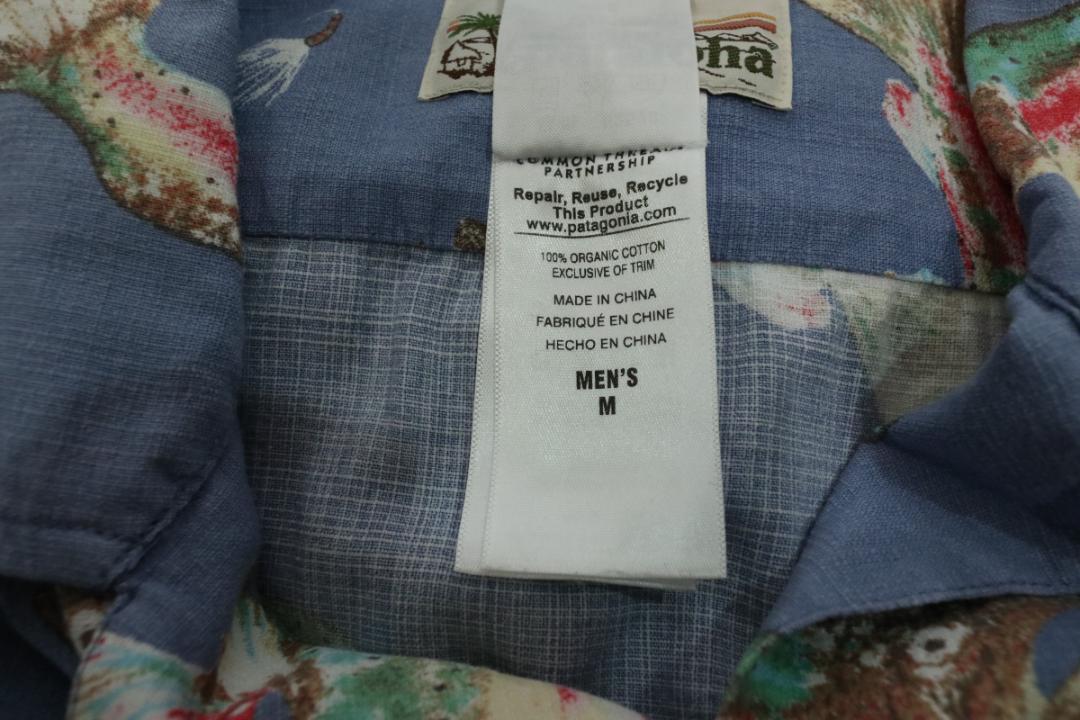 COMMON THREADS
PARTNERSHIP
Repair, Reuse, Recycle
This Product
www.patagonia.com
100% ORGANIC COTTON
EXCLUSIVE OF TRIM
MADE IN CHINA
FABRIQUÉ EN CHINE
HECHO EN CHINA
MEN'S
M